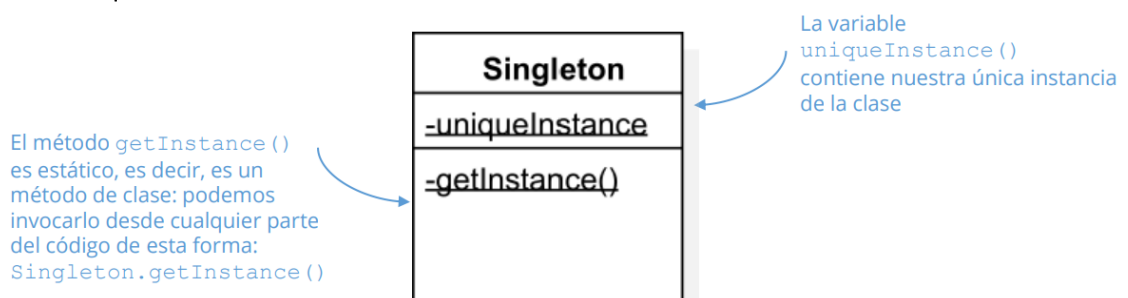 La variable
uniqueInstance()
contiene nuestra única instancia
de la clase
Singleton
-uniqueInstance
-getInstance()
El método getInstance()
es estático, es decir, es un
método de clase: podemos
invocarlo desde cualquier parte
del código de esta forma:
Singleton.getInstance()